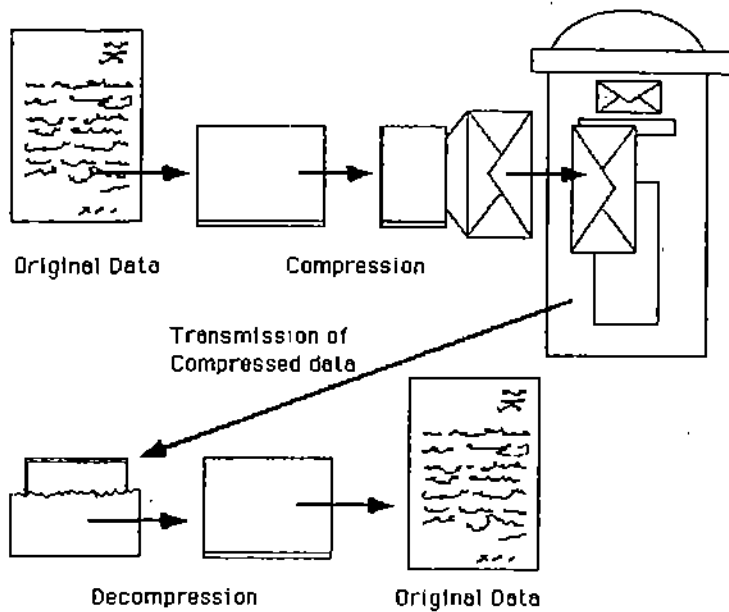 Original Data
Compression
Transmission of
Compressed data
Decompression
Original Data